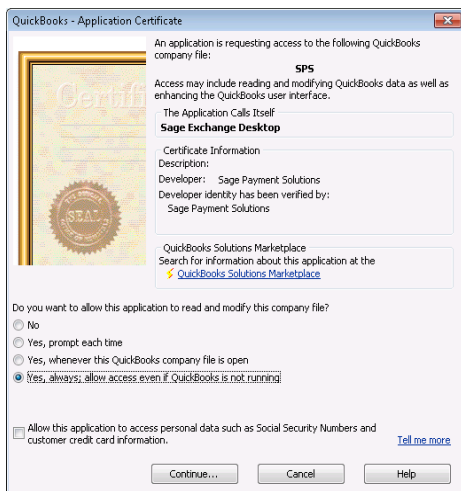 QuickBooks - Application Certificate
An application is requesting access to the following QuickBooks
company file:
SPS
Access may include reading and modifying QuickBooks data as well as
enhancing the QuickBooks user interface.
The Application Calls Itself
Sage Exchange Desktop
Certificate Information
Description:
Developer: Sage Payment Solutions
Developer identity has been verified by:
Sage Payment Solutions
QuickBooks Solutions Marketplace
Search for information about this application at the
QuickBooks Solutions Marketplace
Certifi
SEAL
Do you want to allow this application to read and modify this company file?
No
Yes, prompt each time
Yes, whenever this QuickBooks company file is open
Yes, always; allow access even if QuickBooks is not running
Allow this application to access personal data such as Social Security Numbers and
customer credit card information.
Tell me more
Continue...
Cancel
Help